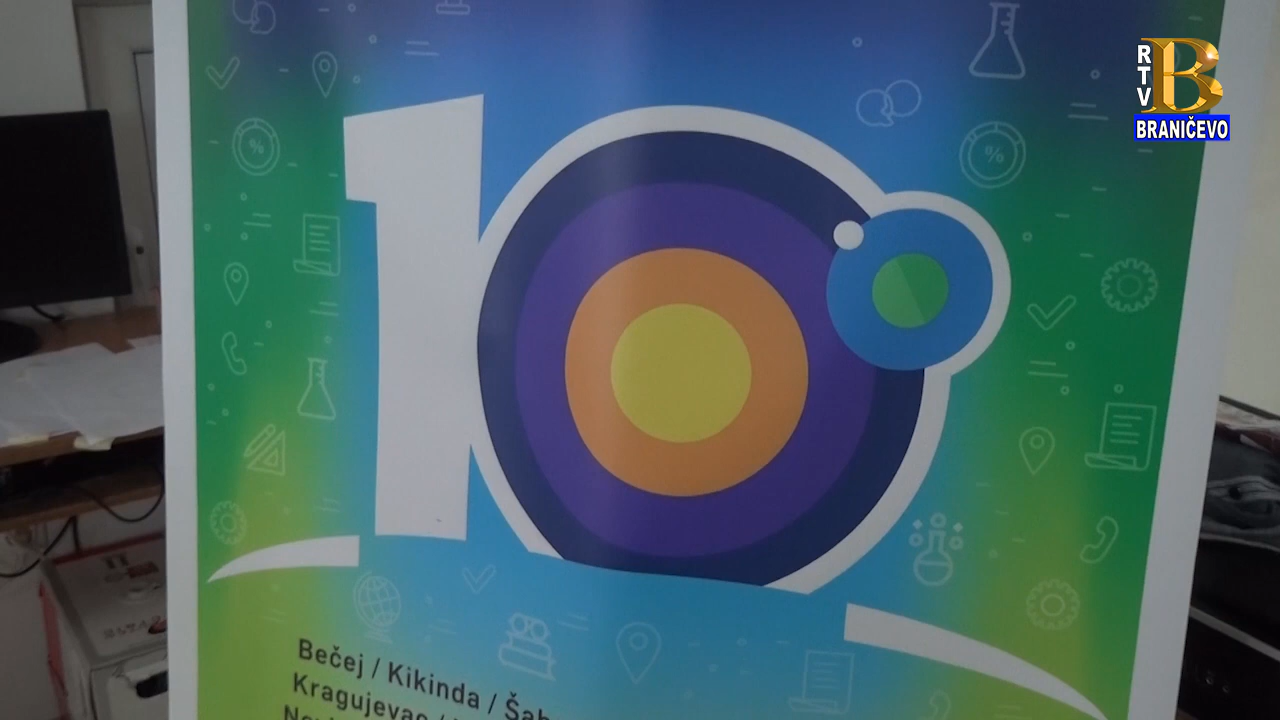 RTV B
BRANIČEVO
10
%
%
Bečej / Kikinda /
Kragujevac /